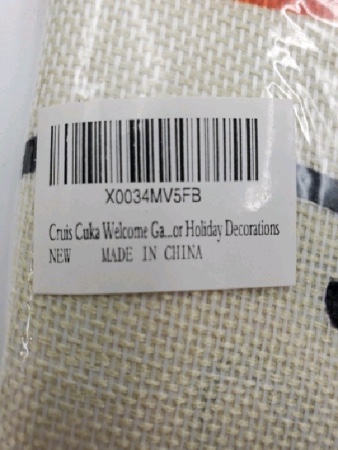 X0034MV5FB
Cruis Cuka Welcome Ga...or Holiday Decorations
NEW MADE IN CHINA